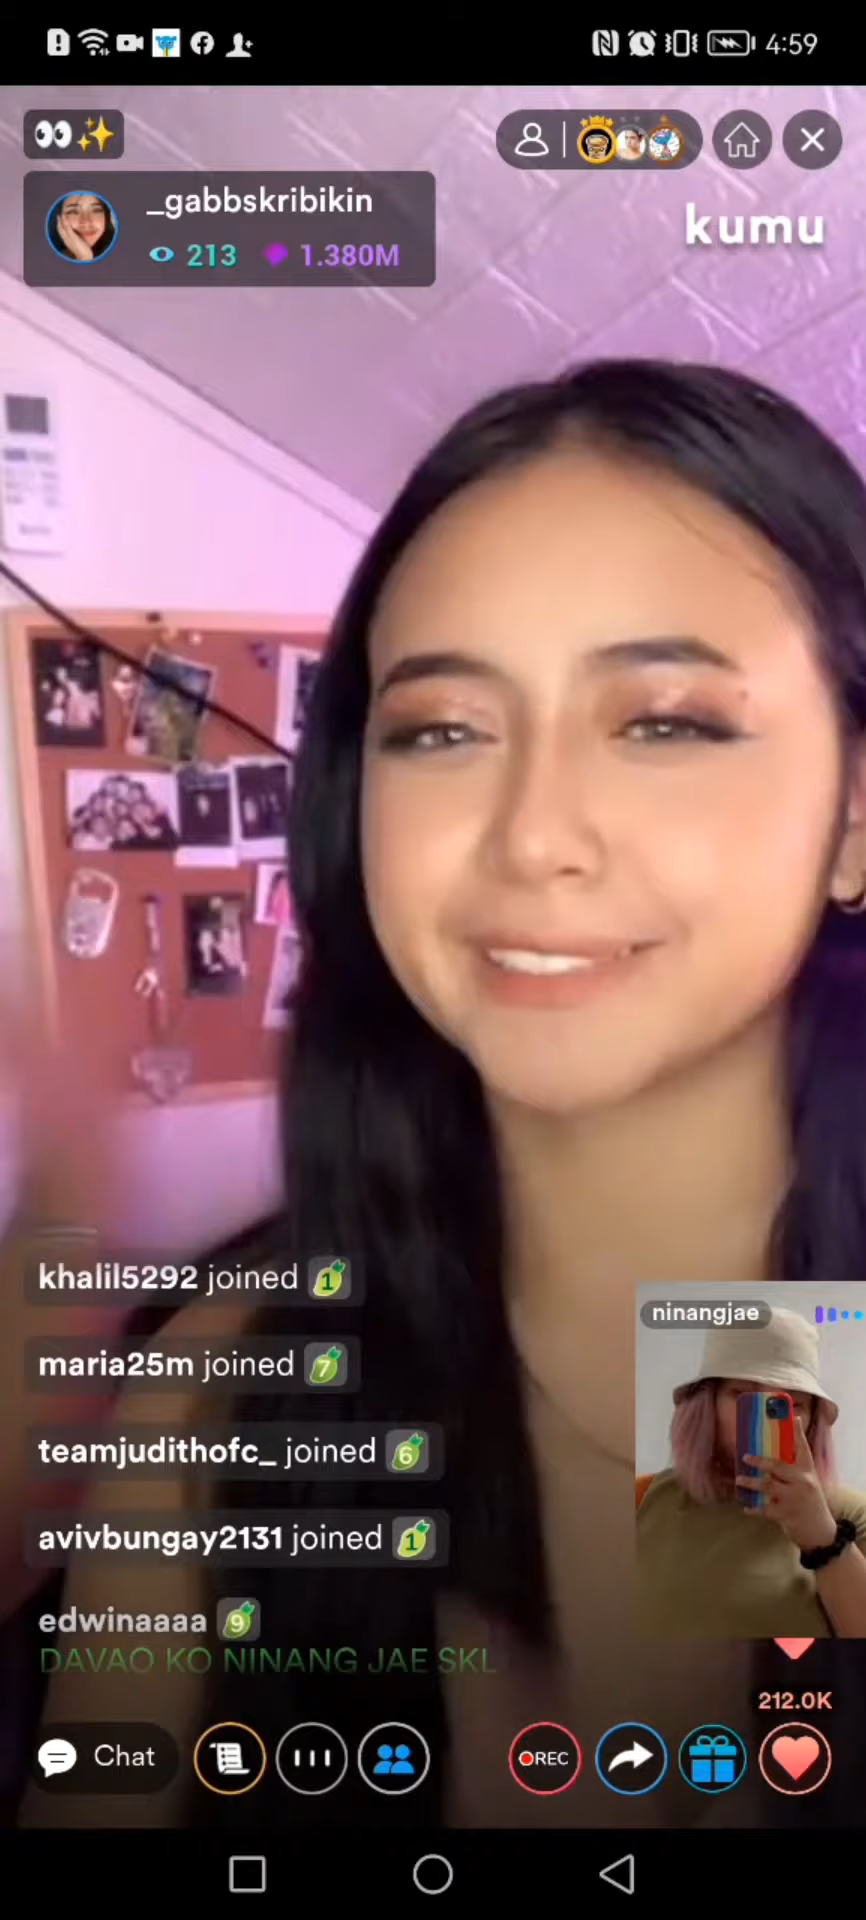 4:59
👀✨
_gabbskribikin
213 1.380M
kumu
khalil5292 joined 1
maria25m joined 7
teamjudithofc_ joined 6
avivbungay2131 joined 1
edwinaaaa 9
DAVAO KO NINANG JAE SKL
ninangjae
212.0K
Chat
REC